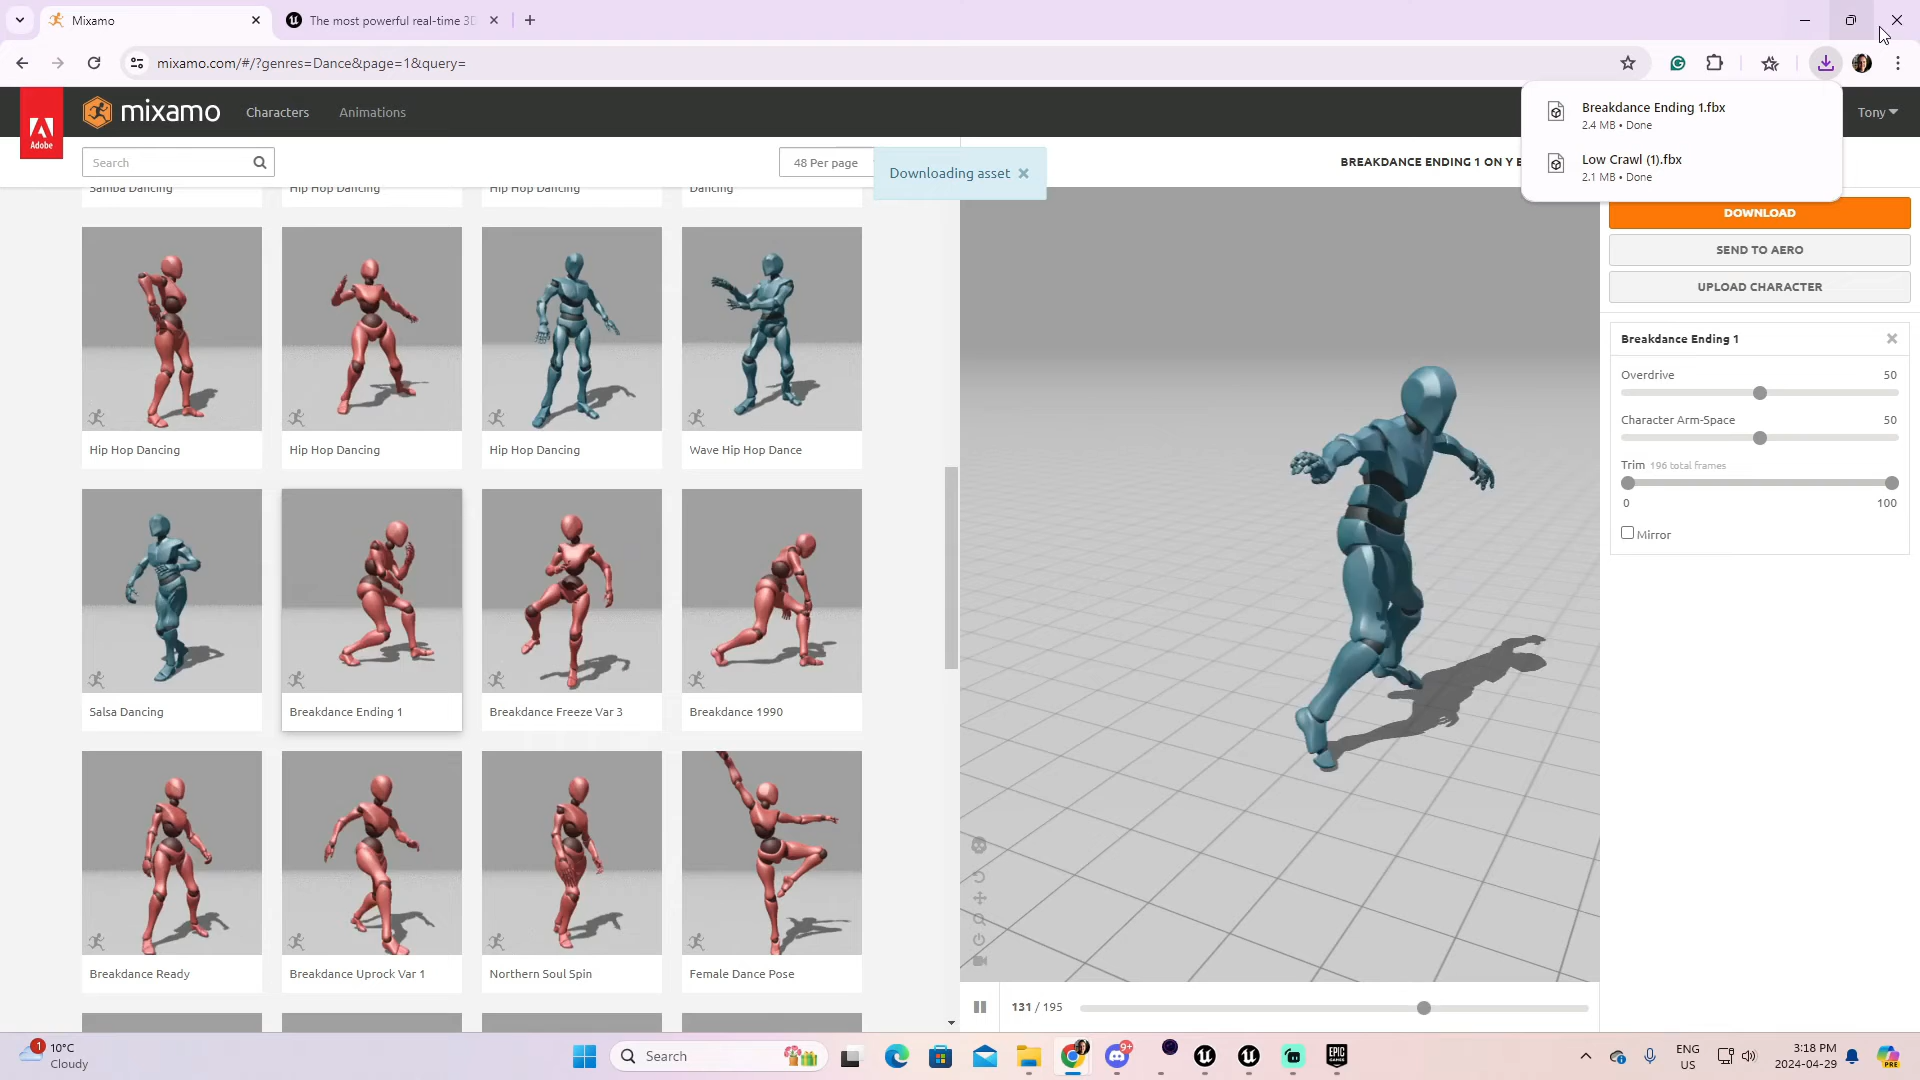 Mixamo
The most powerful real-time 3D
mixamo.com/#/?genres=Dance&page=1&query=
Adobe
mixamo
Characters
Animations
Tony
Breakdance Ending 1.fbx
2.4 MB • Done
Low Crawl (1).fbx
2.1 MB • Done
Search
48 Per page
Downloading asset
BREAKDANCE ENDING 1 ON Y B
Samba Dancing
Hip Hop Dancing
Hip Hop Dancing
Dancing
DOWNLOAD
SEND TO AERO
UPLOAD CHARACTER
Breakdance Ending 1
Overdrive 50
Character Arm-Space 50
Trim 196 total frames
0 100
Mirror
Hip Hop Dancing
Hip Hop Dancing
Hip Hop Dancing
Wave Hip Hop Dance
Salsa Dancing
Breakdance Ending 1
Breakdance Freeze Var 3
Breakdance 1990
Breakdance Ready
Breakdance Uprock Var 1
Northern Soul Spin
Female Dance Pose
131 / 195
1
10°C
Cloudy
Search
9+
EPIC
GAMES
ENG
US
3:18 PM
2024-04-29
PRE